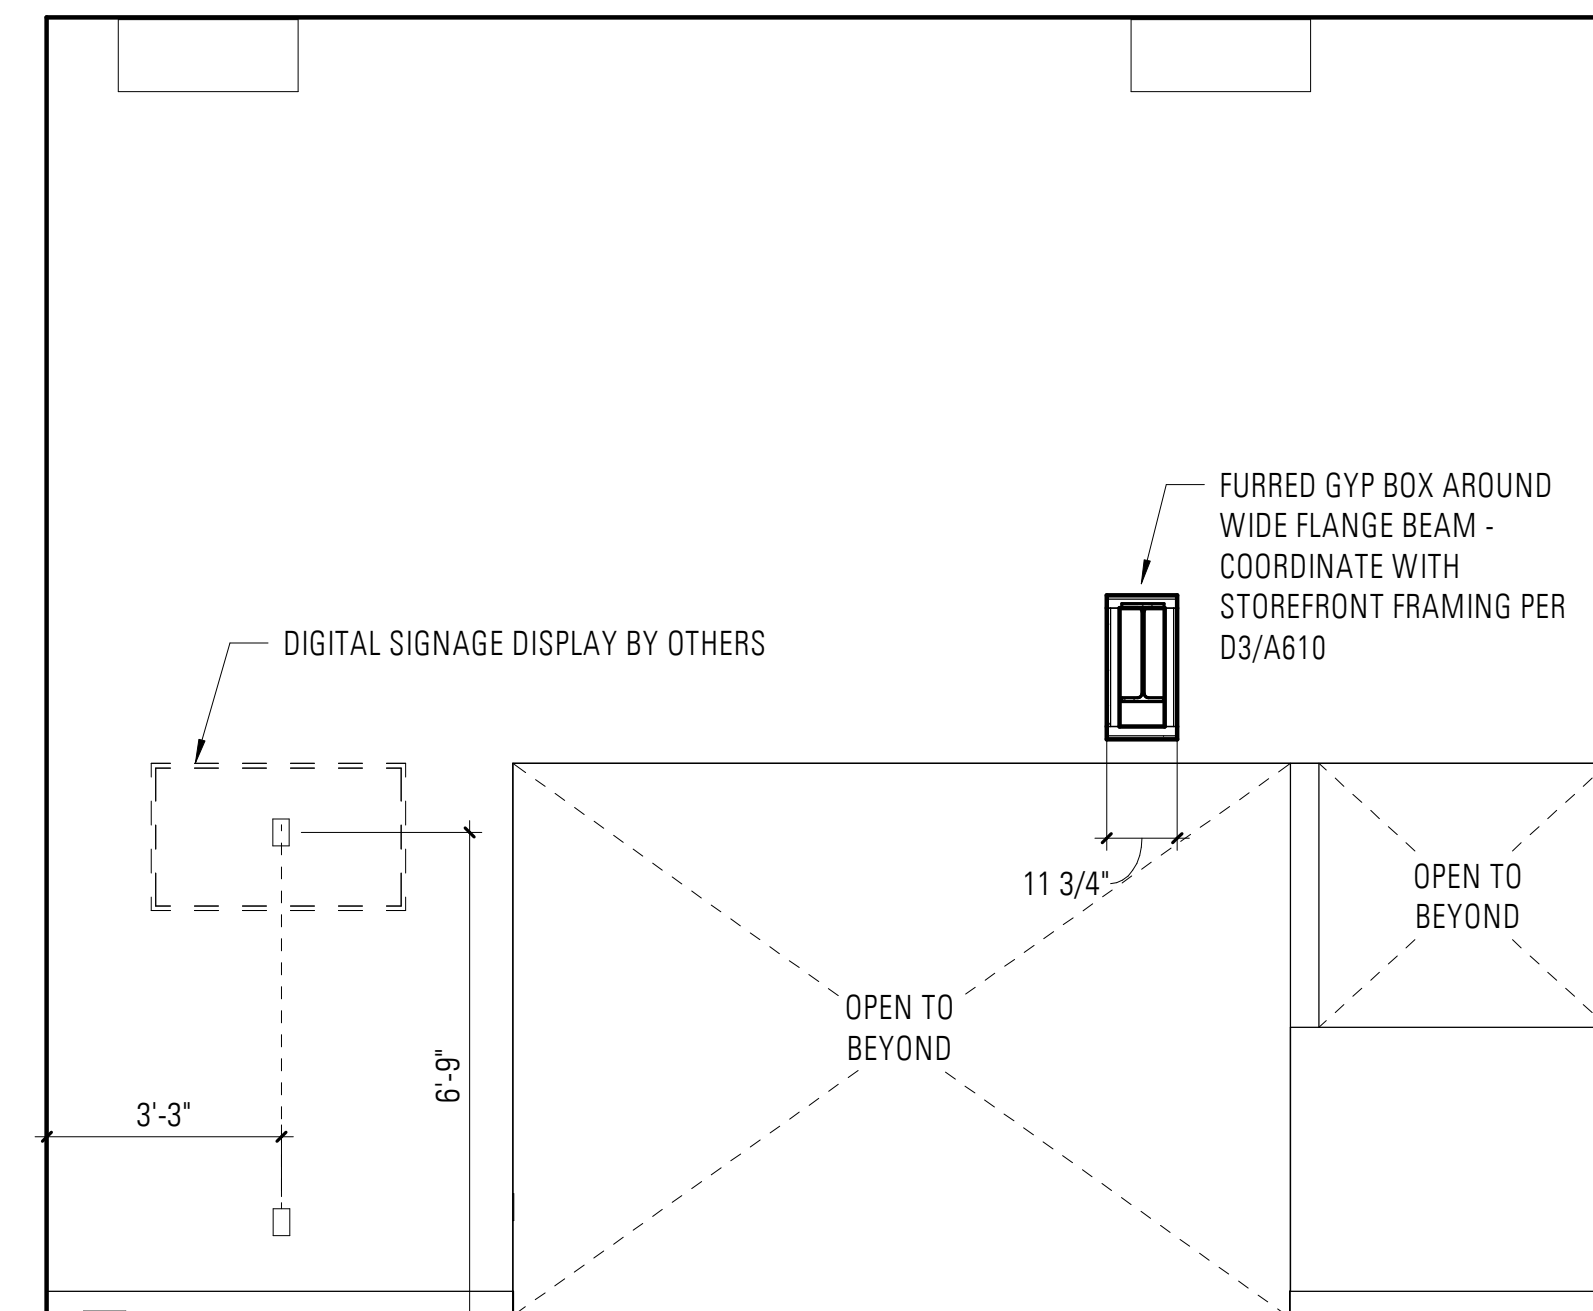 FURRED GYP BOX AROUND
WIDE FLANGE BEAM -
COORDINATE WITH
STOREFRONT FRAMING PER
D3/A610
DIGITAL SIGNAGE DISPLAY BY OTHERS
11 3/4"
OPEN TO
BEYOND
OPEN TO
BEYOND
6'-9"
3'-3"